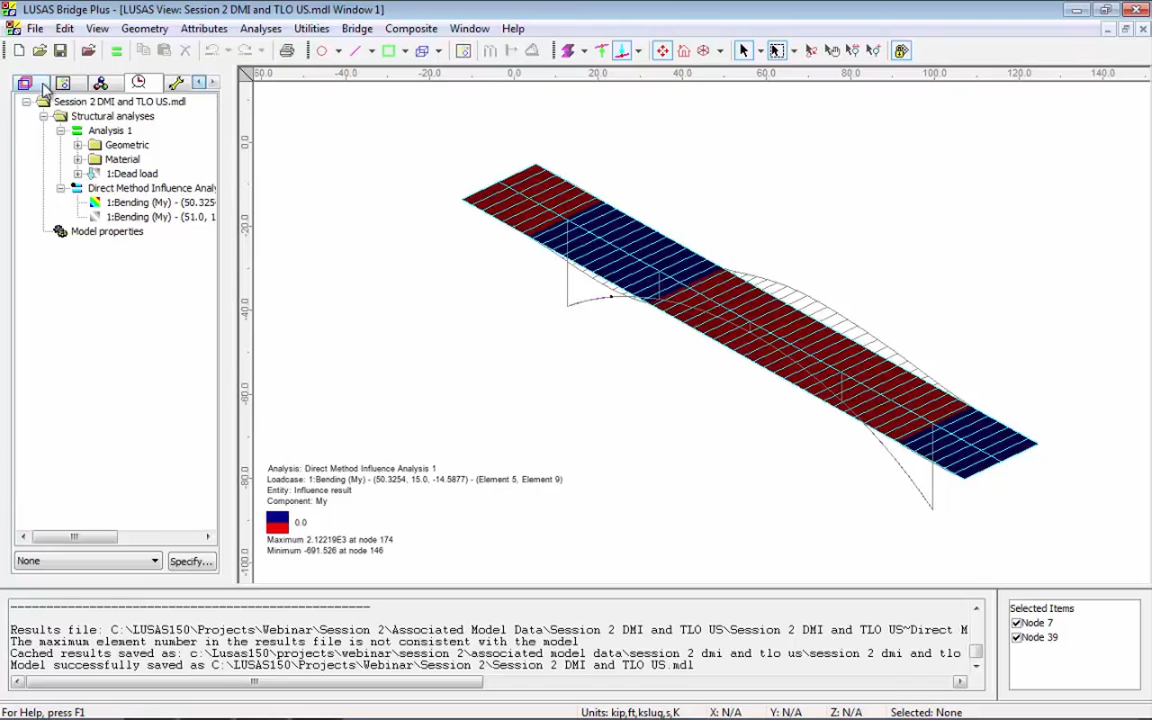 LUSAS Bridge Plus - [LUSAS View: Session 2 DMI and TLO US.mdl Window 1]
File Edit View Geometry Attributes Analyses Utilities Bridge Composite Window Help
60.0 0.0 20.0 40.0 60.0 80.0 100.0 120.0 140.0
Session 2 DMI and TLO US.mdl
Structural analyses
Analysis 1
Geometric
Material
1:Dead load
Direct Method Influence Anal
1:Bending (My) - (50.325
1:Bending (My) - (51.0, 1
Model properties
None
Specify...
0.0
-20.0
-40.0
-60.0
-80.0
-100.0
Analysis: Direct Method Influence Analysis 1
Loadcase: 1:Bending (My) - (50.3254, 15.0, -14.5877) - (Element 5, Element 9)
Entity: Influence result
Component: My
0.0
Maximum 2.12219E3 at node 174
Minimum -691.526 at node 146
Results file: C:\LUSAS150\Projects\Webinar\Session 2\Associated Model Data\Session 2 DMI and TLO US\Session 2 DMI and TLO US~Direct M
The maximum element number in the results file is not consistent with the model
Cached results saved as: c:\lusas150\projects\webinar\session 2\associated model data\session 2 dmi and tlo us\session 2 dmi and tlo
Model successfully saved as C:\LUSAS150\Projects\Webinar\Session 2\Session 2 DMI and TLO US.mdl
Selected Items
Node 7
Node 39
For Help, press F1
Units: kip,ft,kslug,s,K X: N/A Y: N/A Z: N/A Selected: None